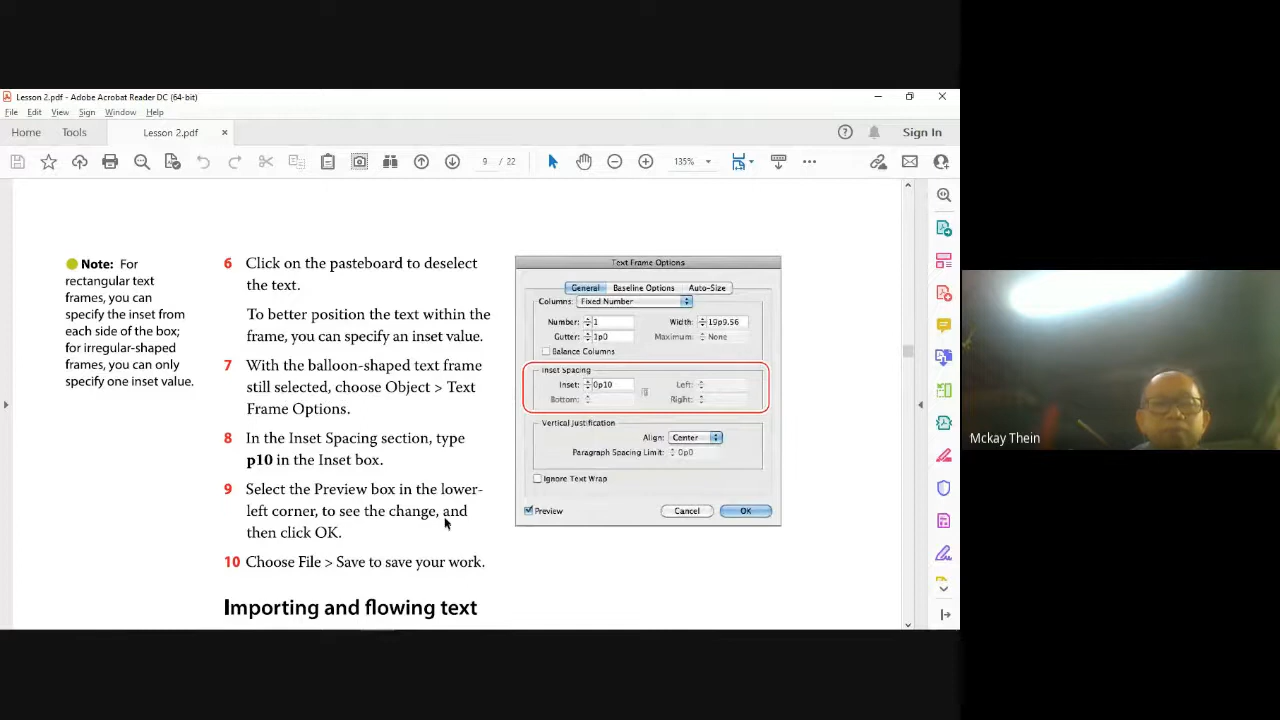 Lesson 2.pdf - Adobe Acrobat Reader DC (64-bit)
File Edit View Sign Window Help
Home Tools Lesson 2.pdf × Sign In
9 / 22 135%
Note: For
rectangular text
frames, you can
specify the inset from
each side of the box;
for irregular-shaped
frames, you can only
specify one inset value.
6 Click on the pasteboard to deselect
the text.
To better position the text within the
frame, you can specify an inset value.
7 With the balloon-shaped text frame
still selected, choose Object > Text
Frame Options.
8 In the Inset Spacing section, type
p10 in the Inset box.
9 Select the Preview box in the lower-
left corner, to see the change, and
then click OK.
10 Choose File > Save to save your work.
Importing and flowing text
Text Frame Options
General Baseline Options Auto-Size
Columns: Fixed Number
Number: 1 Width: 19p9.56
Gutter: 1p0 Maximum: None
Balance Columns
Inset Spacing
Inset: 0p10 Left:
Bottom: Right:
Vertical Justification
Align: Center
Paragraph Spacing Limit: 0p0
Ignore Text Wrap
Preview Cancel OK
Mckay Thein